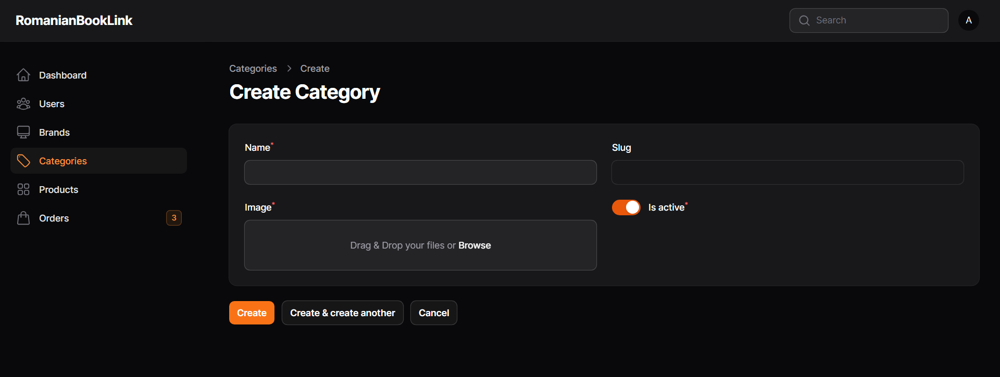 RomanianBookLink
Search
A
Dashboard
Users
Brands
Categories
Products
Orders 3
Categories > Create
Create Category
Name*
Slug
Image*
Is active*
Drag & Drop your files or Browse
Create
Create & create another
Cancel